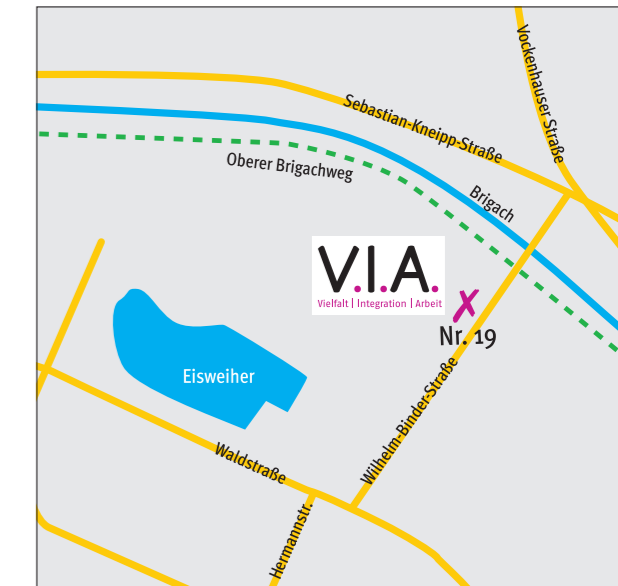 Vockenhauser Straße
Sebastian-Kneipp-Straße
Oberer Brigachweg
Brigach
V.I.A.
Vielfalt | Integration | Arbeit
Nr. 19
Eisweiher
Wilhelm-Binder-Straße
Waldstraße
Hermannstr.